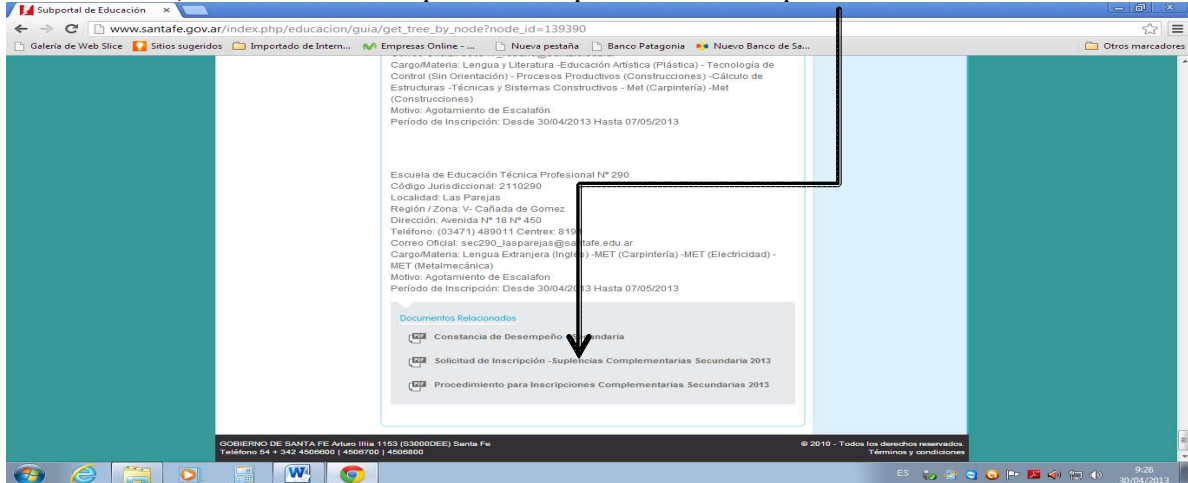 Subportal de Educación
www.santafe.gov.ar/index.php/educacion/guia/get_tree_by_node?node_id=139390
Galería de Web Slice Sitios sugeridos Importado de Intern... Empresas Online - ... Nueva pestaña Banco Patagonia Nuevo Banco de Sa... Otros marcadores
Cargo/Materia: Lengua y Literatura -Educación Artística (Plástica) - Tecnología de
Control (Sin Orientación) - Procesos Productivos (Construcciones) -Cálculo de
Estructuras -Técnicas y Sistemas Constructivos - Met (Carpintería) -Met
(Construcciones)
Motivo: Agotamiento de Escalafón
Período de Inscripción: Desde 30/04/2013 Hasta 07/05/2013
Escuela de Educación Técnica Profesional Nº 290
Código Jurisdiccional: 2110290
Localidad: Las Parejas
Región / Zona: V- Cañada de Gomez
Dirección: Avenida Nº 18 Nº 450
Teléfono: (03471) 489011 Centrex:
Correo Oficial: sec290_lasparejas@santafe.edu.ar
Cargo/Materia: Lengua Extranjera (Inglés) -MET (Carpintería) -MET (Electricidad) -
MET (Metalmecánica)
Motivo: Agotamiento de Escalafon
Período de Inscripción: Desde 30/04/2013 Hasta 07/05/2013
Documentos Relacionados
PDF Constancia de Desempeño Secundaria
PDF Solicitud de Inscripción -Suplencias Complementarias Secundaria 2013
PDF Procedimiento para Inscripciones Complementarias Secundarias 2013
GOBIERNO DE SANTA FE Arturo Illia 1153 (S3000DEE) Santa Fe © 2010 - Todos los derechos reservados.
Teléfono 54 + 342 4506600 | 4506700 | 4506800 Términos y condiciones
ES 9:26
30/04/2013